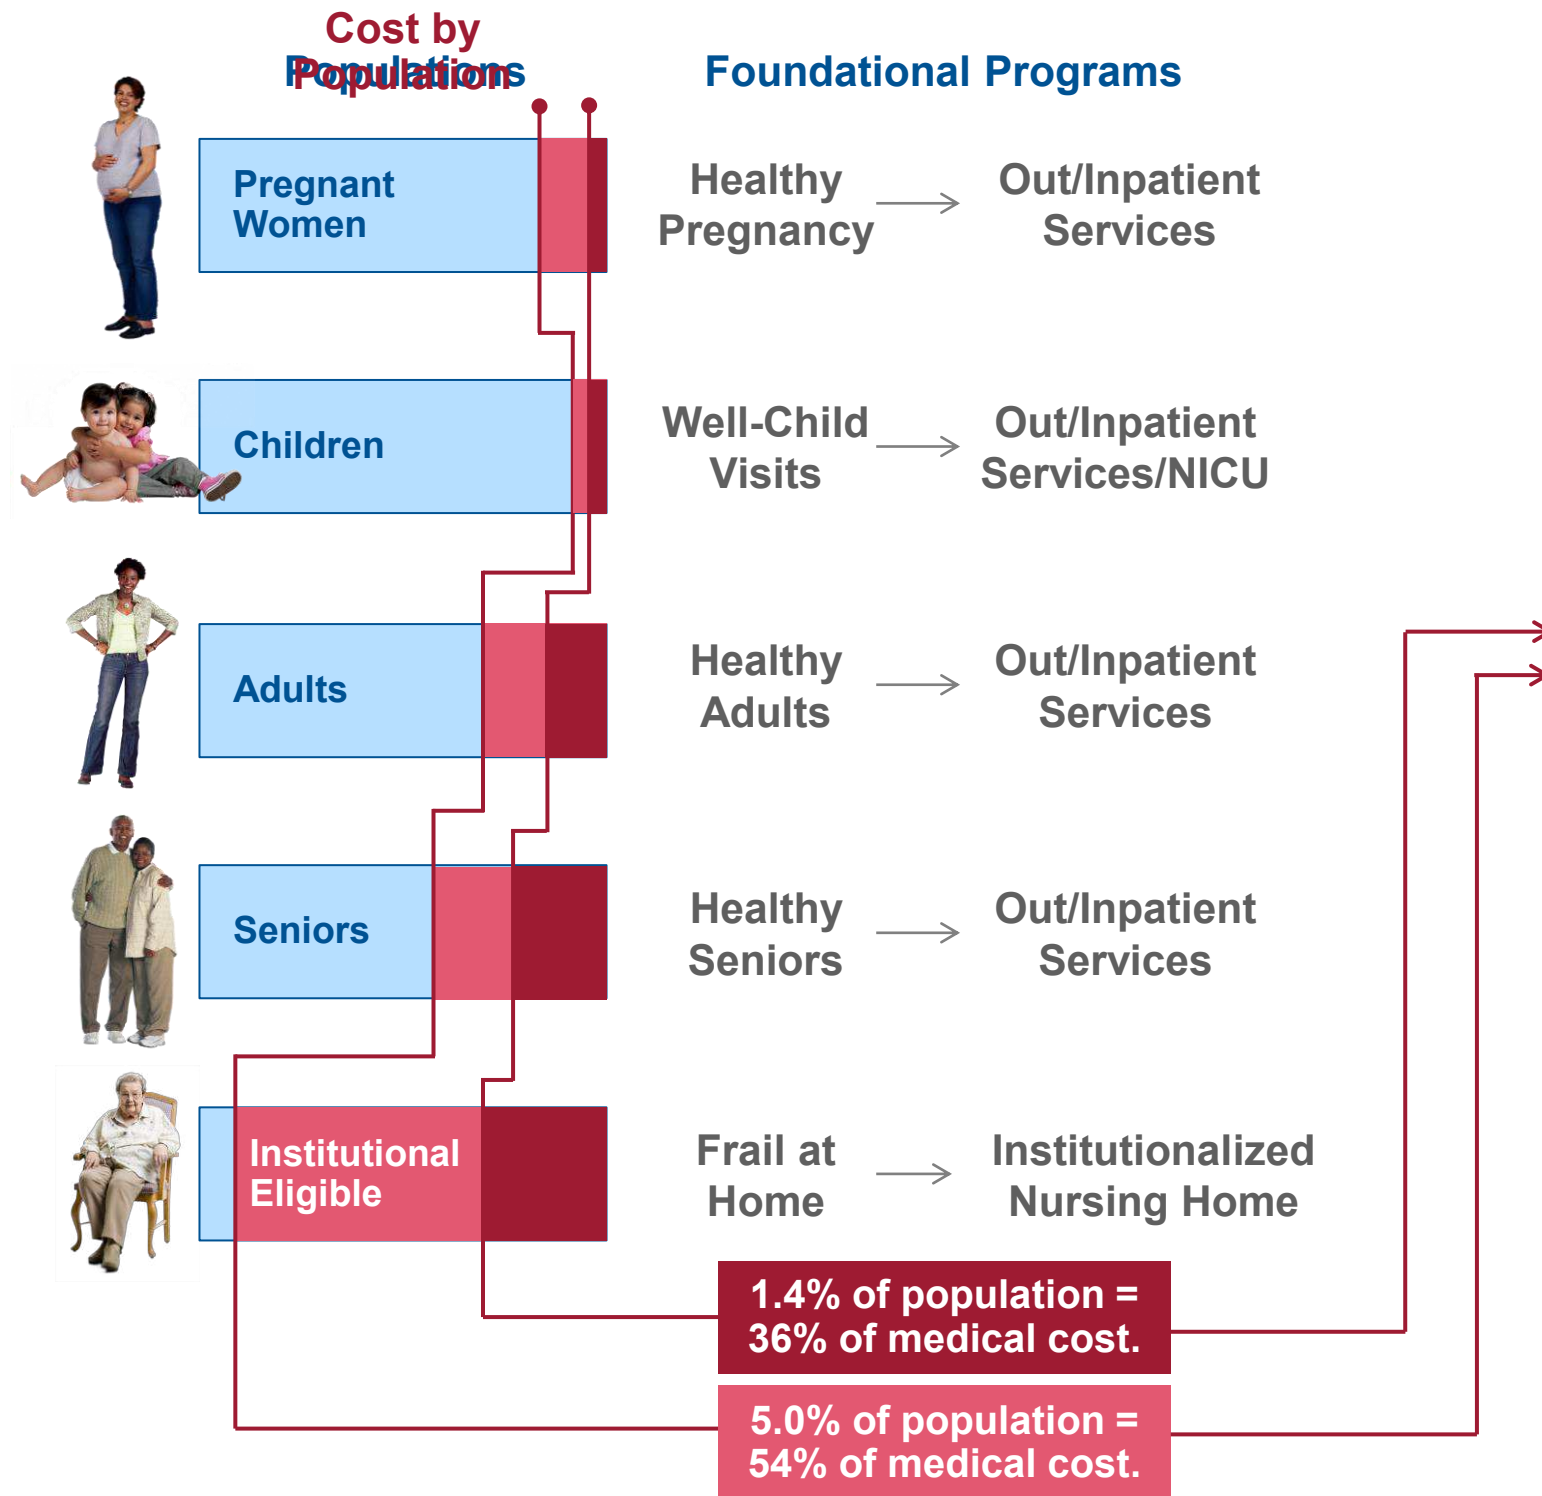 Cost by
Population
Populations
Foundational Programs
Pregnant
Women
Healthy
Pregnancy
Out/Inpatient
Services
Children
Well-Child
Visits
Out/Inpatient
Services/NICU
Adults
Healthy
Adults
Out/Inpatient
Services
Seniors
Healthy
Seniors
Out/Inpatient
Services
Institutional
Eligible
Frail at
Home
Institutionalized
Nursing Home
1.4% of population =
36% of medical cost.
5.0% of population =
54% of medical cost.